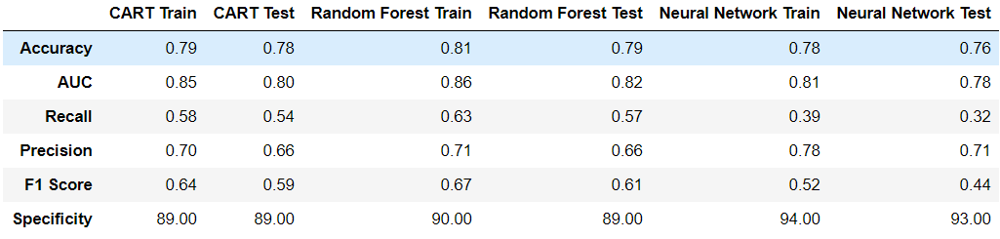 CART Train CART Test Random Forest Train Random Forest Test Neural Network Train Neural Network Test
Accuracy 0.79 0.78 0.81 0.79 0.78 0.76
AUC 0.85 0.80 0.86 0.82 0.81 0.78
Recall 0.58 0.54 0.63 0.57 0.39 0.32
Precision 0.70 0.66 0.71 0.66 0.78 0.71
F1 Score 0.64 0.59 0.67 0.61 0.52 0.44
Specificity 89.00 89.00 90.00 89.00 94.00 93.00